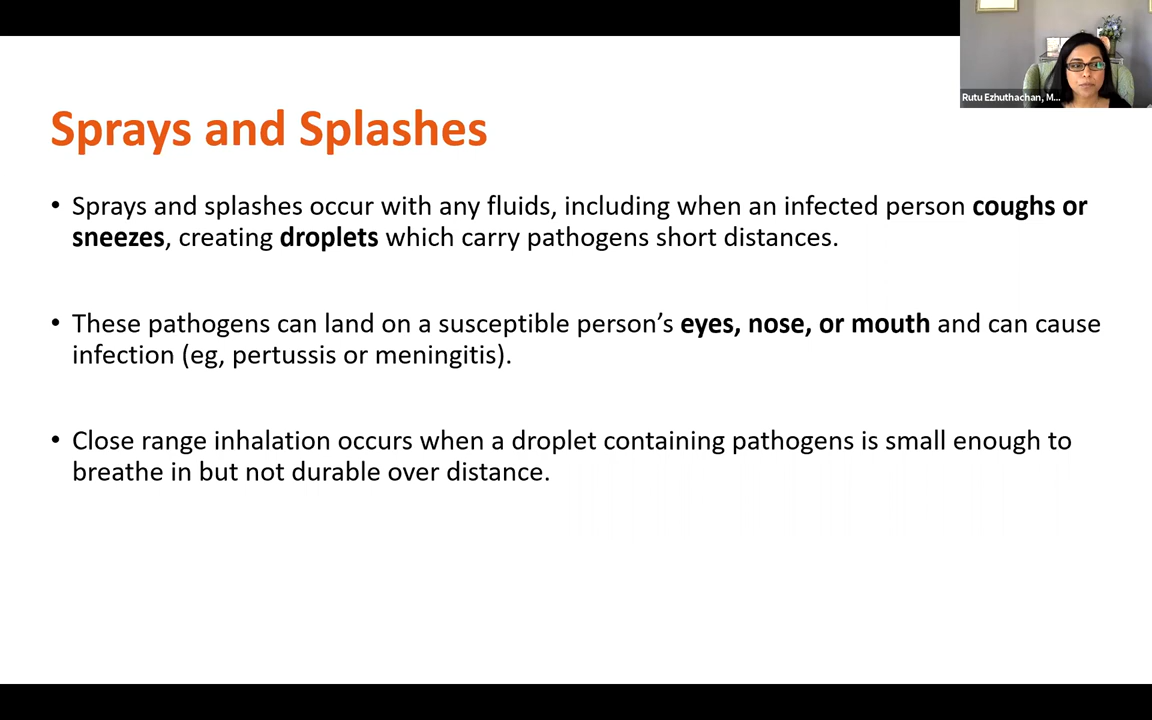 Rutu Ezhuthachan, M...
Sprays and Splashes
• Sprays and splashes occur with any fluids, including when an infected person coughs or
sneezes, creating droplets which carry pathogens short distances.
• These pathogens can land on a susceptible person’s eyes, nose, or mouth and can cause
infection (eg, pertussis or meningitis).
• Close range inhalation occurs when a droplet containing pathogens is small enough to
breathe in but not durable over distance.